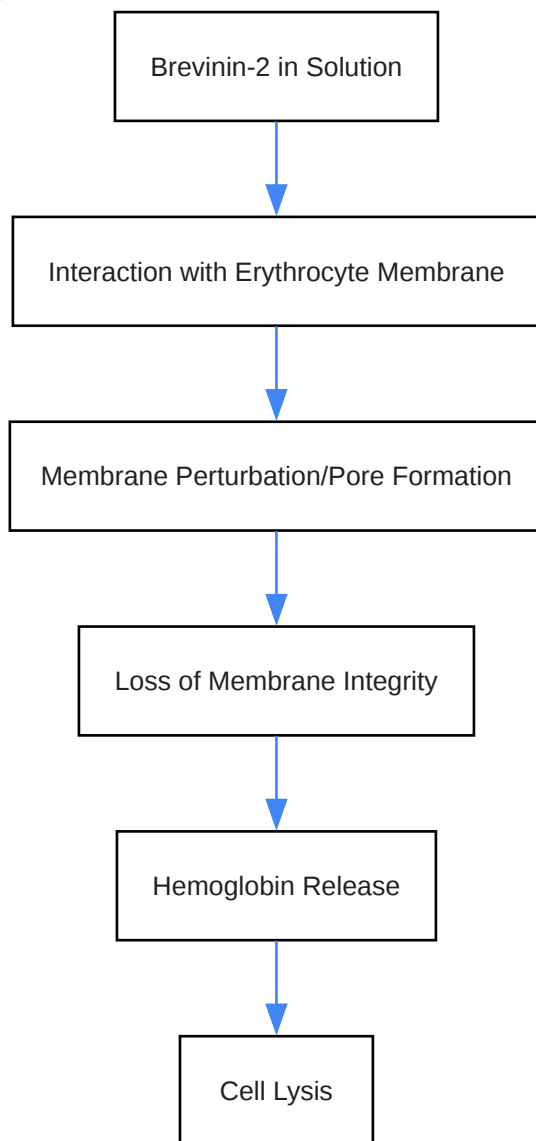 Brevinin-2 in Solution
Interaction with Erythrocyte Membrane
Membrane Perturbation/Pore Formation
Loss of Membrane Integrity
Hemoglobin Release
Cell Lysis